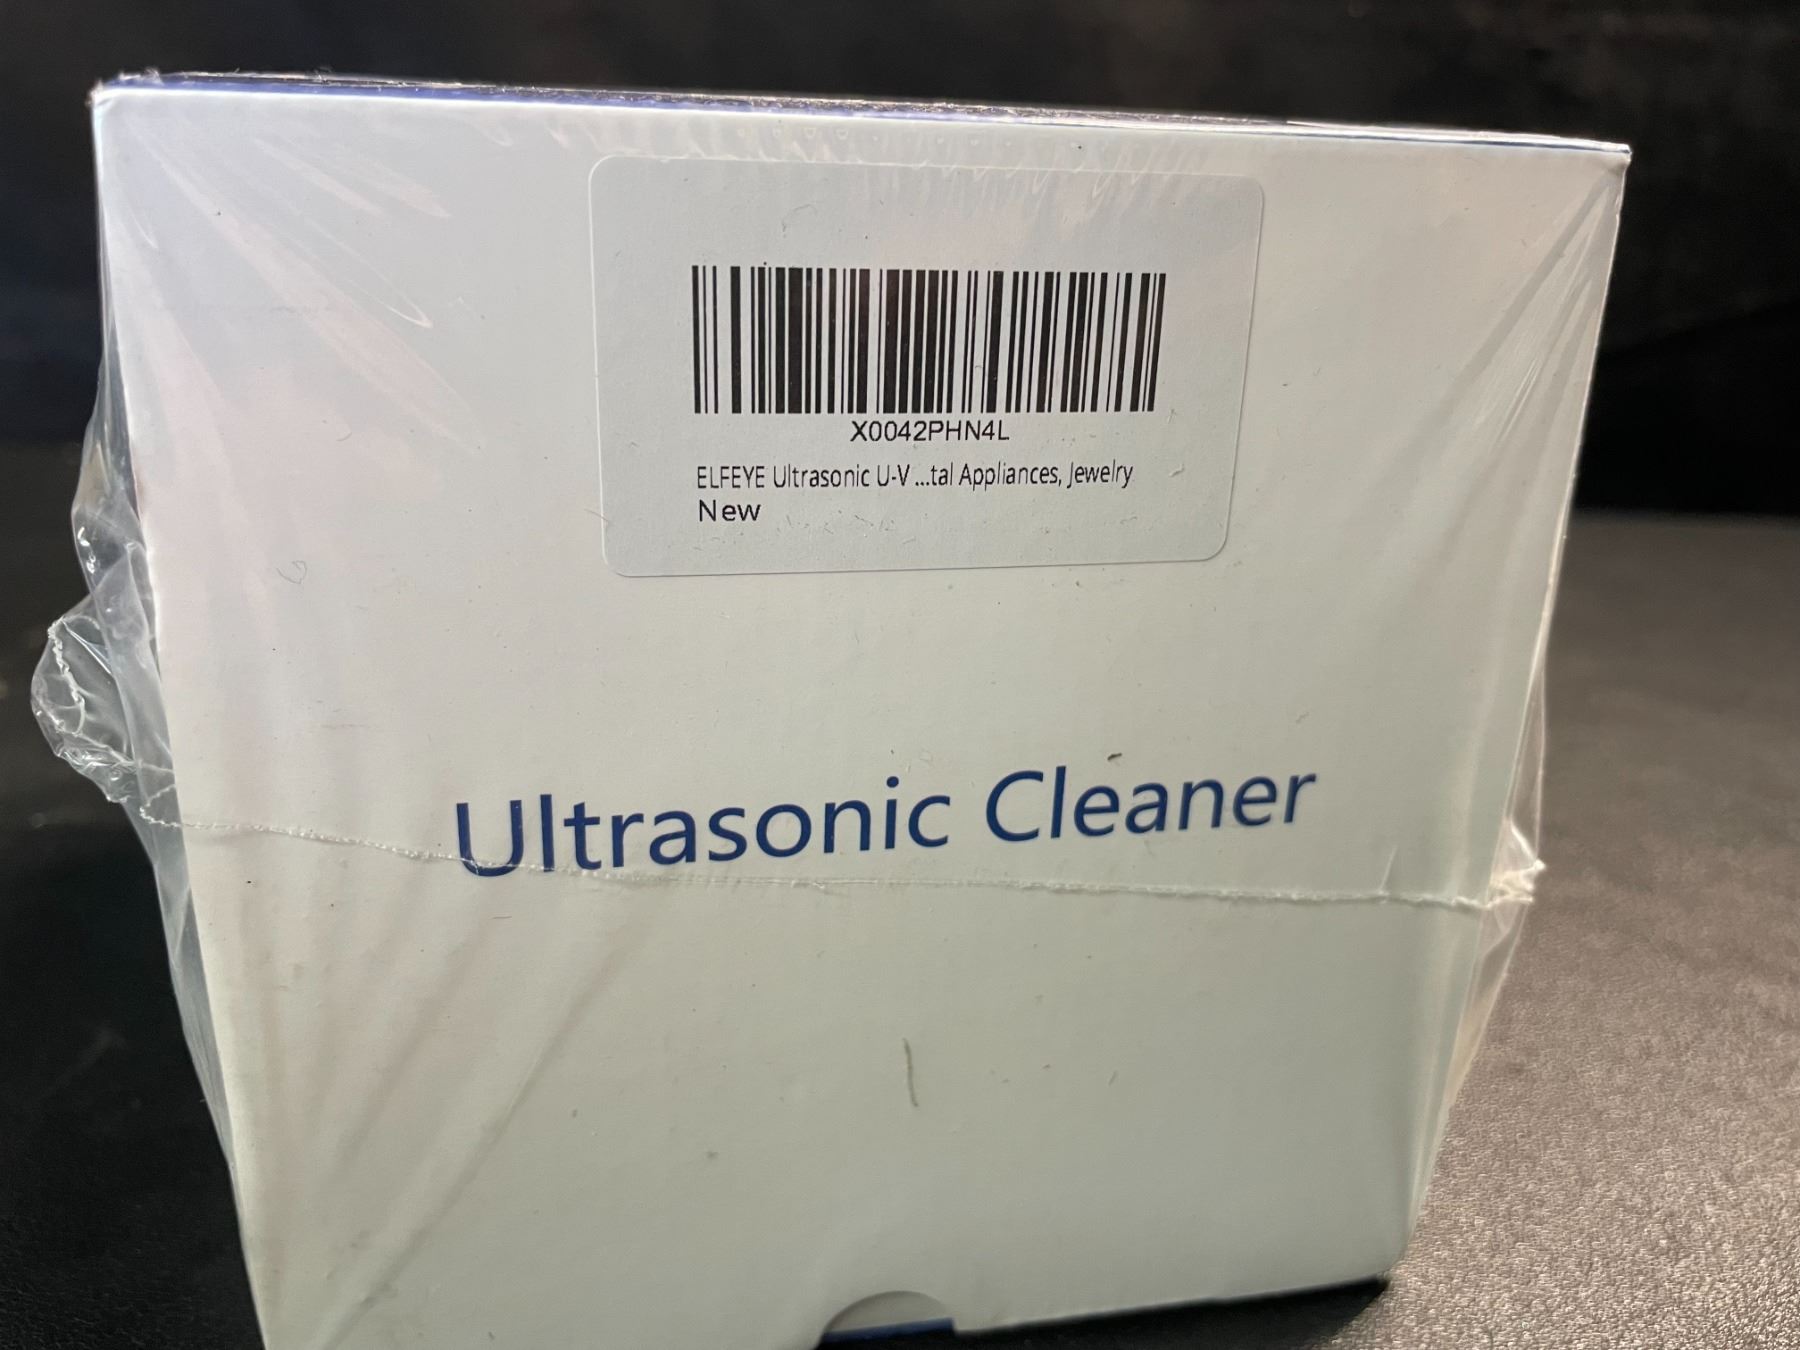 X0042PHN4L
ELFEYE Ultrasonic U-V ...tal Appliances, Jewelry
New
Ultrasonic Cleaner